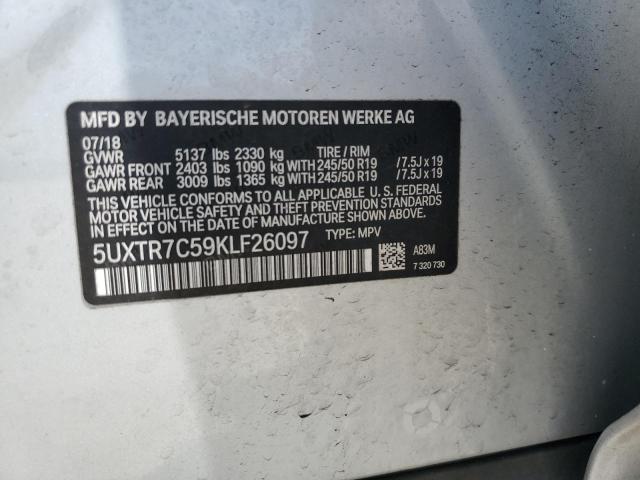 MFD BY BAYERISCHE MOTOREN WERKE AG
07/18
GVWR 5137 lbs 2330 kg TIRE / RIM
GAWR FRONT 2403 lbs 1090 kg WITH 245/50 R19 /7.5J x 19
GAWR REAR 3009 lbs 1365 kg WITH 245/50 R19 /7.5J x 19
THIS VEHICLE CONFORMS TO ALL APPLICABLE U. S. FEDERAL
MOTOR VEHICLE SAFETY AND THEFT PREVENTION STANDARDS
IN EFFECT ON THE DATE OF MANUFACTURE SHOWN ABOVE.
5UXTR7C59KLF26097 TYPE: MPV
A83M
7 320 730